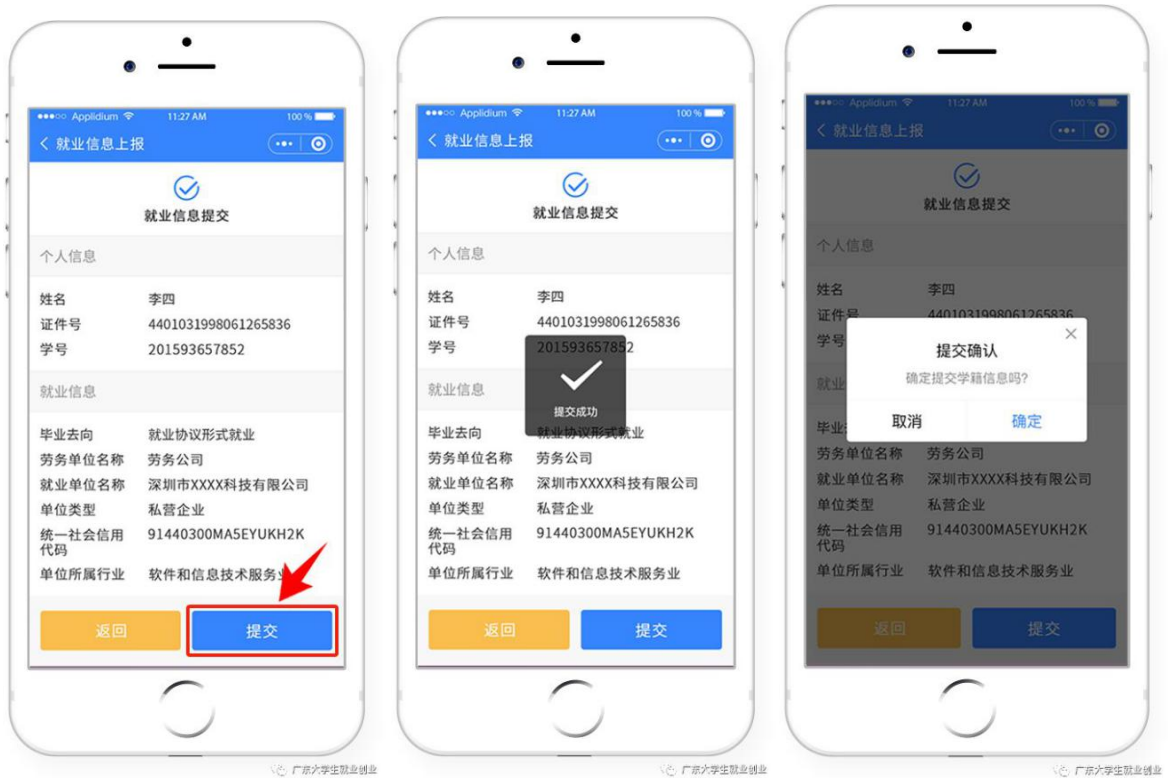 Applidium 11:27 AM 100 %
就业信息上报
就业信息提交
个人信息
姓名 李四
证件号 4401031998061265836
学号 201593657852
就业信息
毕业去向 就业协议形式就业
劳务单位名称 劳务公司
就业单位名称 深圳市XXXX科技有限公司
单位类型 私营企业
统一社会信用 91440300MA5EYUKH2K
代码
单位所属行业 软件和信息技术服务
返回 提交
广东大学生就业创业
Applidium 11:27 AM 100 %
就业信息上报
就业信息提交
个人信息
姓名 李四
证件号 4401031998061265836
学号 201593657852
就业信息
提交成功
毕业去向 就业协议形式就业
劳务单位名称 劳务公司
就业单位名称 深圳市XXXX科技有限公司
单位类型 私营企业
统一社会信用 91440300MA5EYUKH2K
代码
单位所属行业 软件和信息技术服务业
返回 提交
广东大学生就业创业
Applidium 11:27 AM 100 %
就业信息上报
就业信息提交
个人信息
姓名 李四
证件号 4401031998061265836
学号
提交确认
确定提交学籍信息吗?
取消 确定
就业
毕业
劳务单位名称 劳务公司
就业单位名称 深圳市XXXX科技有限公司
单位类型 私营企业
统一社会信用 91440300MA5EYUKH2K
代码
单位所属行业 软件和信息技术服务业
返回 提交
广东大学生就业创业